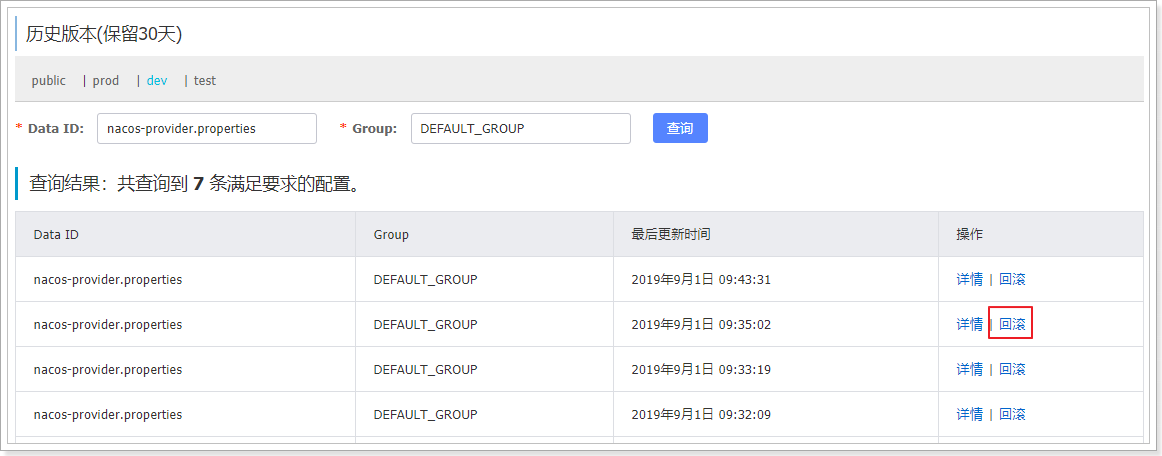 历史版本(保留30天)
public | prod | dev | test
* Data ID: nacos-provider.properties * Group: DEFAULT_GROUP 查询
查询结果：共查询到 7 条满足要求的配置。
Data ID Group 最后更新时间 操作
nacos-provider.properties DEFAULT_GROUP 2019年9月1日 09:43:31 详情 | 回滚
nacos-provider.properties DEFAULT_GROUP 2019年9月1日 09:35:02 详情 | 回滚
nacos-provider.properties DEFAULT_GROUP 2019年9月1日 09:33:19 详情 | 回滚
nacos-provider.properties DEFAULT_GROUP 2019年9月1日 09:32:09 详情 | 回滚